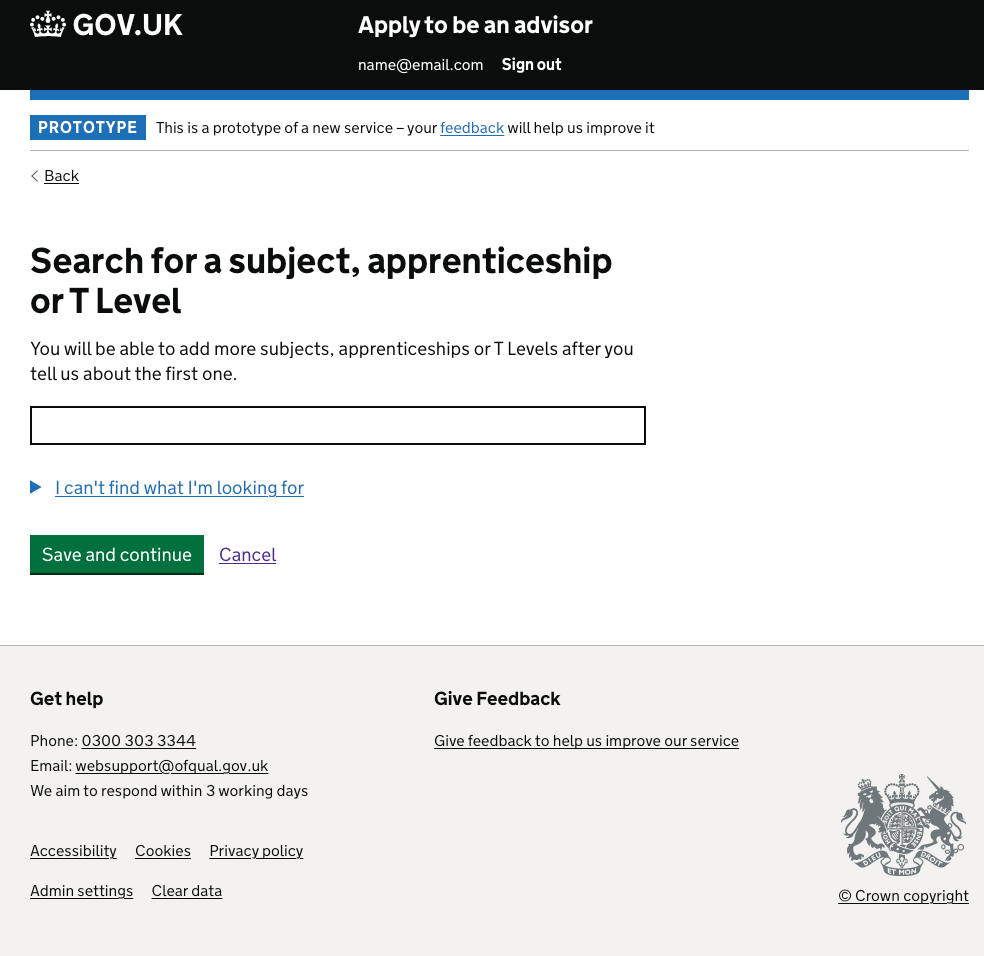 GOV.UK
Apply to be an advisor
name@email.com Sign out
PROTOTYPE This is a prototype of a new service – your feedback will help us improve it
Back
Search for a subject, apprenticeship
or T Level
You will be able to add more subjects, apprenticeships or T Levels after you
tell us about the first one.
I can't find what I'm looking for
Save and continue Cancel
Get help
Phone: 0300 303 3344
Email: websupport@ofqual.gov.uk
We aim to respond within 3 working days
Accessibility Cookies Privacy policy
Admin settings Clear data
Give Feedback
Give feedback to help us improve our service
DIEU ET MON DROIT
© Crown copyright